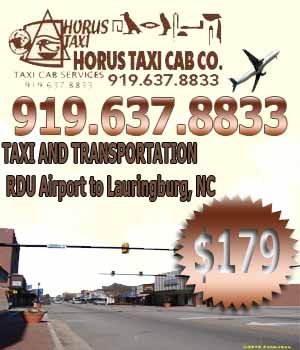 HORUS
TAXI
TAXI CAB SERVICES
919.637.8833
HORUS TAXI CAB CO.
919.637.8833
919.637.8833
TAXI AND TRANSPORTATION
RDU Airport to Lauringburg, NC
$179